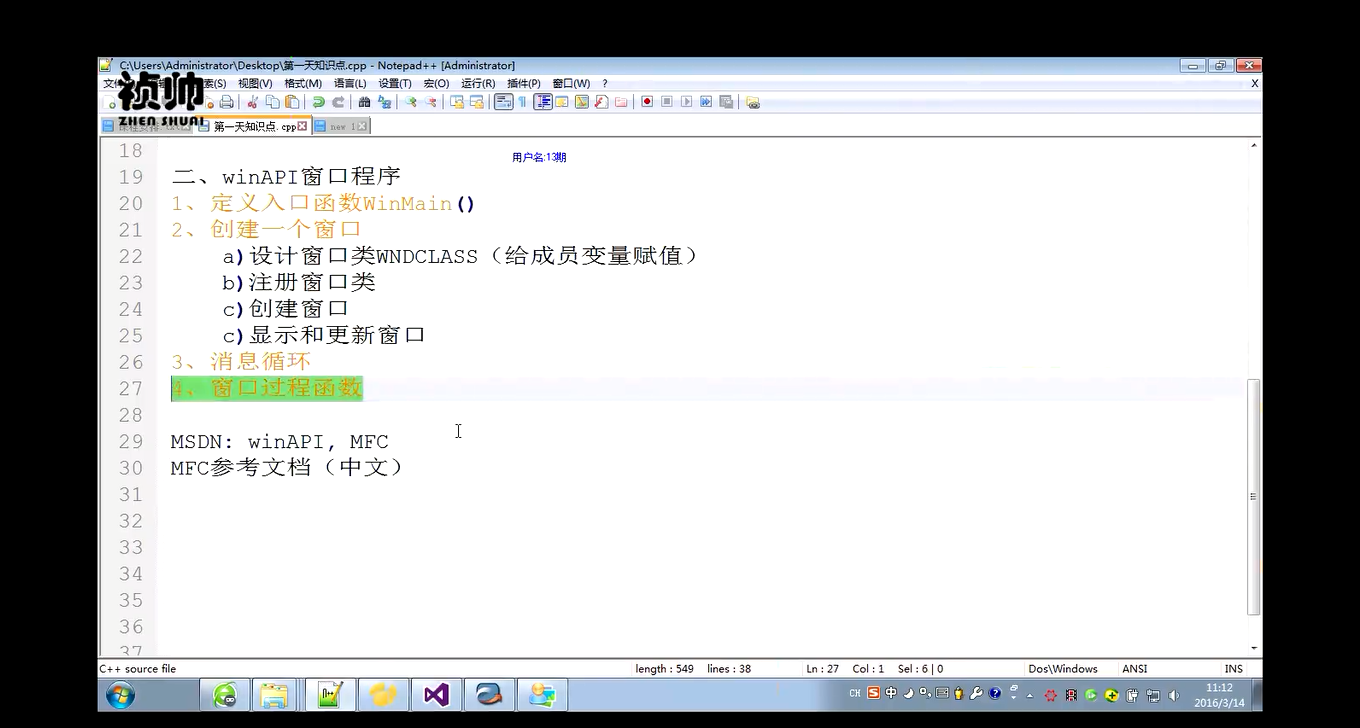 C:\Users\Administrator\Desktop\第一天知识点.cpp - Notepad++ [Administrator]
视图(V) 格式(M) 语言(L) 设置(T) 宏(O) 运行(R) 插件(P) 窗口(W) ? X
祯帅
ZHEN SHUAI
第一天知识点.cpp new 1
用户名:13期
18
19 二、winAPI窗口程序
20 1、定义入口函数WinMain()
21 2、创建一个窗口
22 a)设计窗口类WNDCLASS（给成员变量赋值）
23 b)注册窗口类
24 c)创建窗口
25 c)显示和更新窗口
26 3、消息循环
27 4、窗口过程函数
28
29 MSDN: winAPI, MFC
30 MFC参考文档（中文）
31
32
33
34
35
36
37
C++ source file length : 549 lines : 38 Ln : 27 Col : 1 Sel : 6 | 0 Dos\Windows ANSI INS
CH 中 11:12
2016/3/14